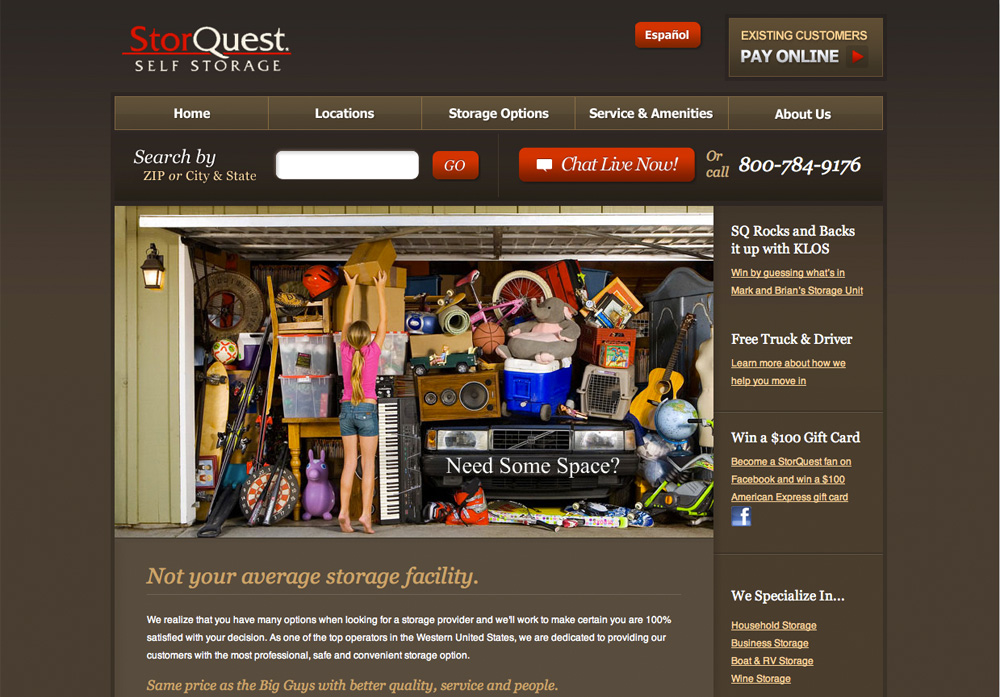 StorQuest.
SELF STORAGE
Español
EXISTING CUSTOMERS
PAY ONLINE
Home
Locations
Storage Options
Service & Amenities
About Us
Search by
ZIP or City & State
GO
Chat Live Now!
Or
call
800-784-9176
Need Some Space?
SQ Rocks and Backs
it up with KLOS
Win by guessing what's in
Mark and Brian's Storage Unit
Free Truck & Driver
Learn more about how we
help you move in
Win a $100 Gift Card
Become a StorQuest fan on
Facebook and win a $100
American Express gift card
f
We Specialize In...
Household Storage
Business Storage
Boat & RV Storage
Wine Storage
Not your average storage facility.
We realize that you have many options when looking for a storage provider and we'll work to make certain you are 100%
satisfied with your decision. As one of the top operators in the Western United States, we are dedicated to providing our
customers with the most professional, safe and convenient storage option.
Same price as the Big Guys with better quality, service and people.